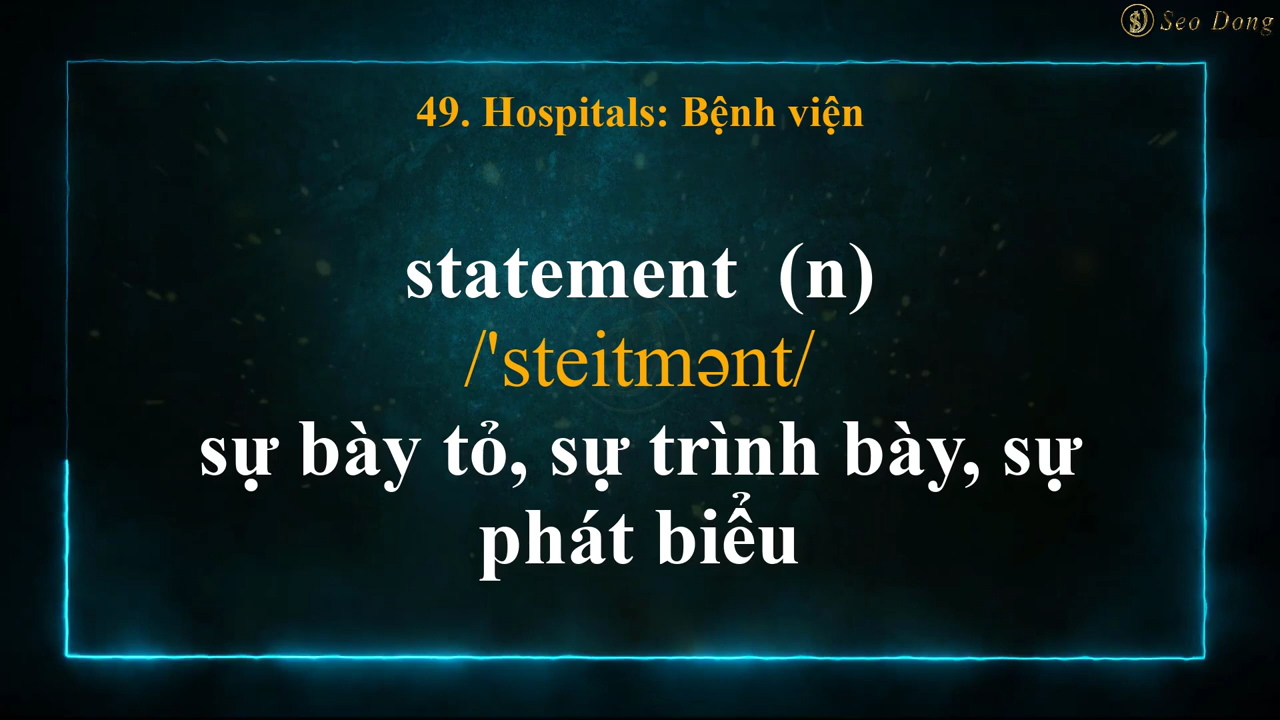 Seo Dong
49. Hospitals: Bệnh viện
statement (n)
/'steitmənt/
sự bày tỏ, sự trình bày, sự
phát biểu